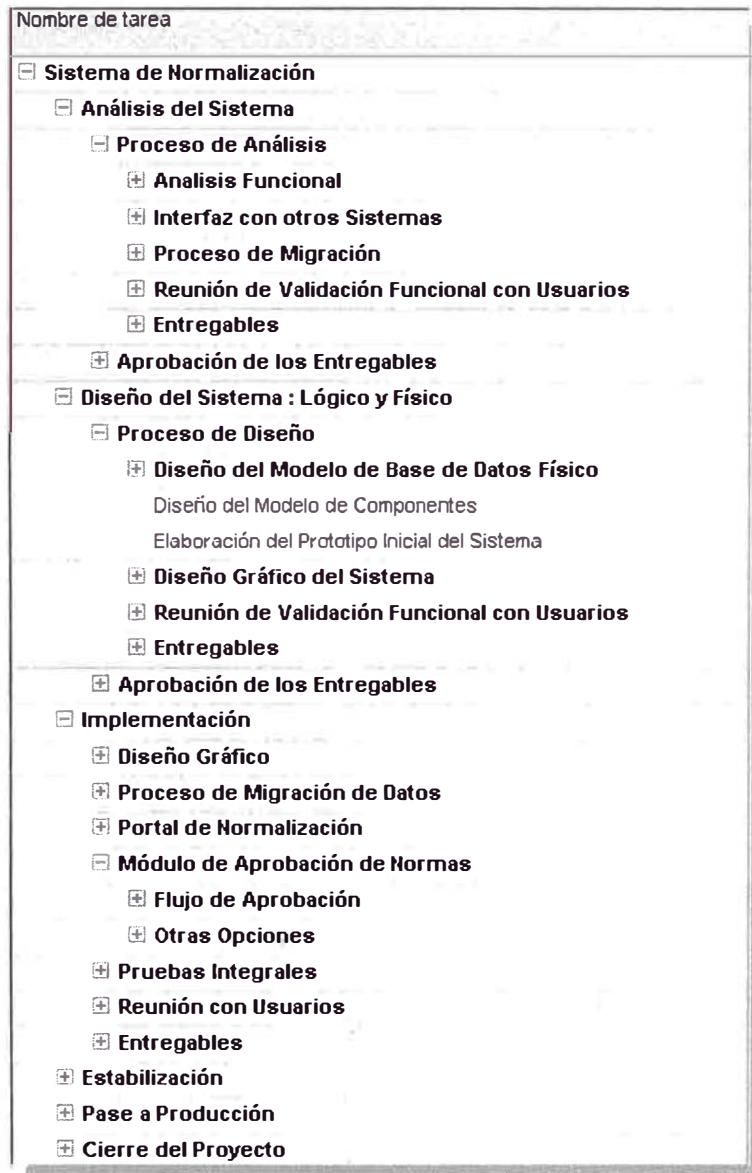 Nombre de tarea
Sistema de Normalización
Análisis del Sistema
Proceso de Análisis
Analisis Funcional
Interfaz con otros Sistemas
Proceso de Migración
Reunión de Validación Funcional con Usuarios
Entregables
Aprobación de los Entregables
Diseño del Sistema : Lógico y Físico
Proceso de Diseño
Diseño del Modelo de Base de Datos Físico
Diseño del Modelo de Componentes
Elaboración del Prototipo Inicial del Sistema
Diseño Gráfico del Sistema
Reunión de Validación Funcional con Usuarios
Entregables
Aprobación de los Entregables
Implementación
Diseño Gráfico
Proceso de Migración de Datos
Portal de Normalización
Módulo de Aprobación de Normas
Flujo de Aprobación
Otras Opciones
Pruebas Integrales
Reunión con Usuarios
Entregables
Estabilización
Pase a Producción
Cierre del Proyecto